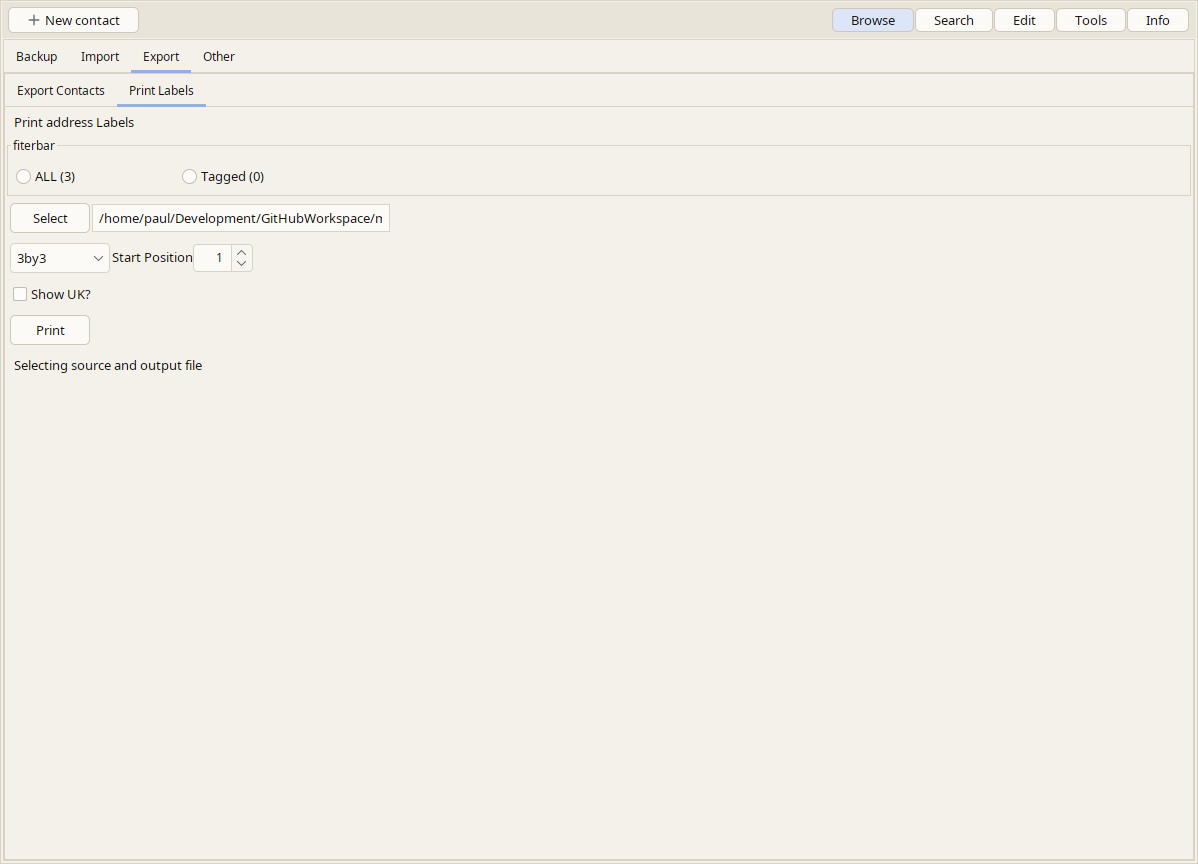 New contact Browse Search Edit Tools Info
Backup Import Export Other
Export Contacts Print Labels
Print address Labels
fiterbar
ALL (3) Tagged (0)
Select /home/paul/Development/GitHubWorkspace/n
3by3 Start Position 1
Show UK?
Print
Selecting source and output file